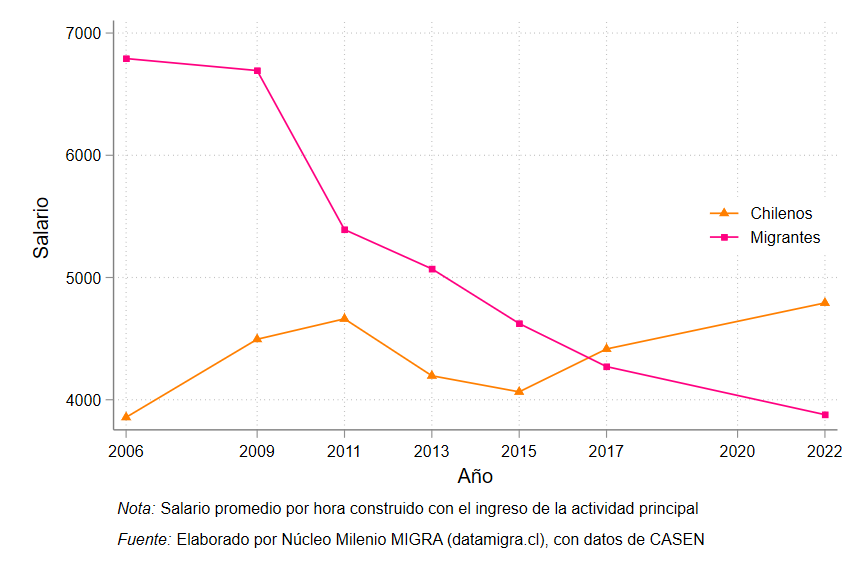 7000
6000
5000
4000
Salario
Chilenos
Migrantes
2006 2009 2011 2013 2015 2017 2020 2022
Año
Nota: Salario promedio por hora construido con el ingreso de la actividad principal
Fuente: Elaborado por Núcleo Milenio MIGRA (datamigra.cl), con datos de CASEN